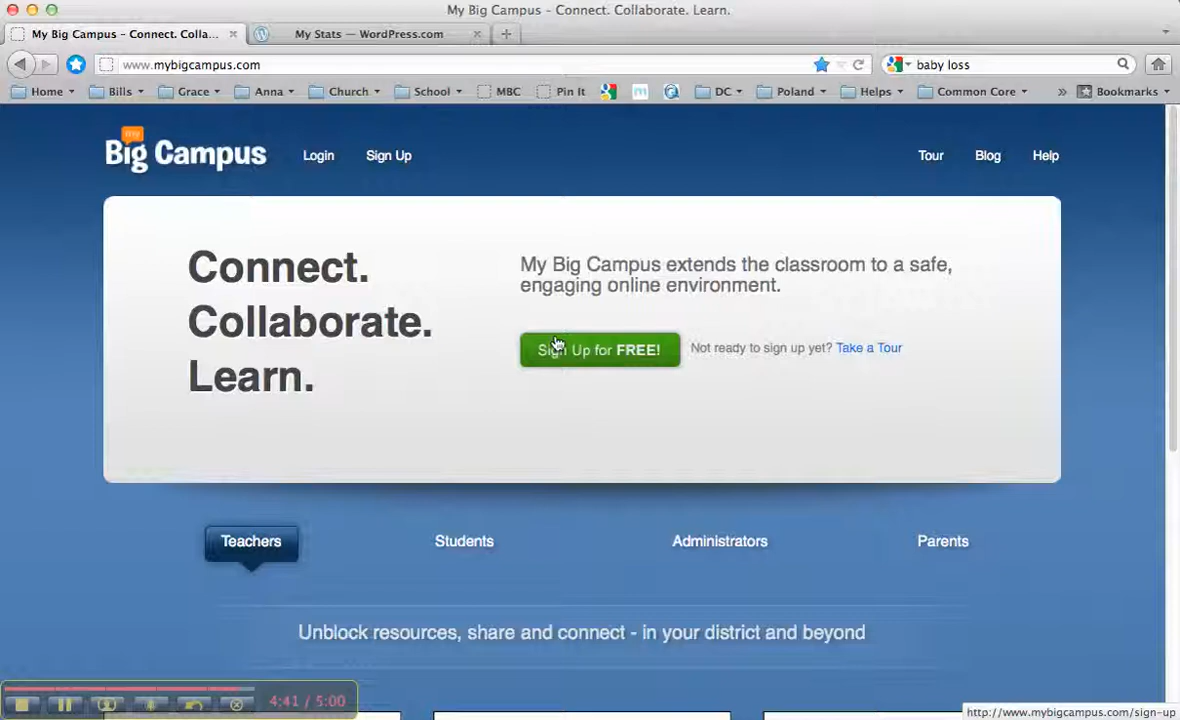 My Big Campus – Connect. Collaborate. Learn.
My Big Campus – Connect. Colla...
My Stats — WordPress.com
www.mybigcampus.com
baby loss
Home
Bills
Grace
Anna
Church
School
MBC
Pin It
DC
Poland
Helps
Common Core
Bookmarks
my Big Campus
Login
Sign Up
Tour
Blog
Help
Connect.
Collaborate.
Learn.
My Big Campus extends the classroom to a safe,
engaging online environment.
Sign Up for FREE!
Not ready to sign up yet? Take a Tour
Teachers
Students
Administrators
Parents
Unblock resources, share and connect - in your district and beyond
4:41 / 5:00
http://www.mybigcampus.com/sign-up